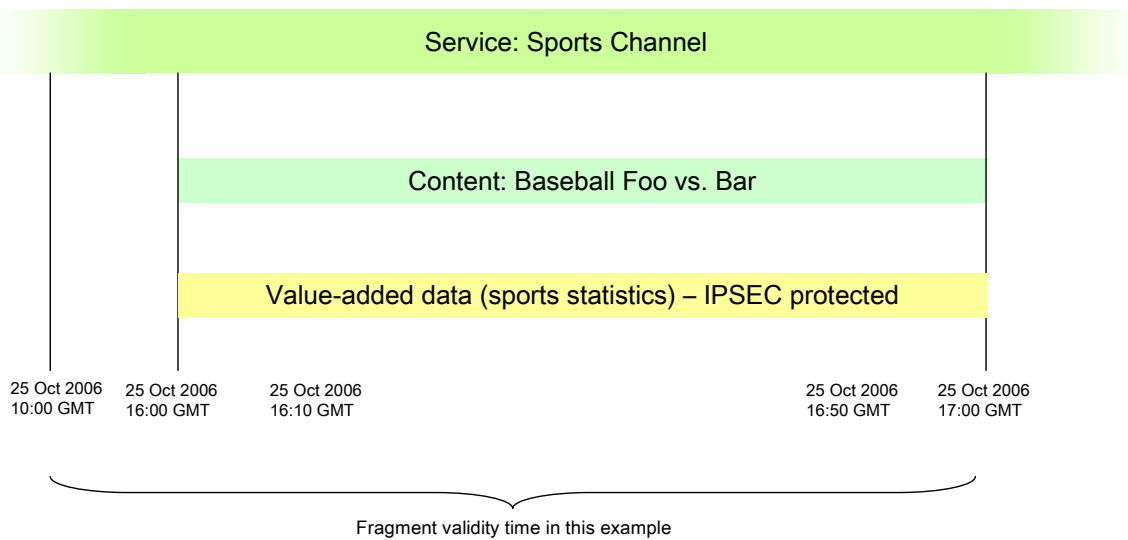 Service: Sports Channel
Content: Baseball Foo vs. Bar
Value-added data (sports statistics) – IPSEC protected
25 Oct 2006
10:00 GMT
25 Oct 2006
16:00 GMT
25 Oct 2006
16:10 GMT
25 Oct 2006
16:50 GMT
25 Oct 2006
17:00 GMT
Fragment validity time in this example